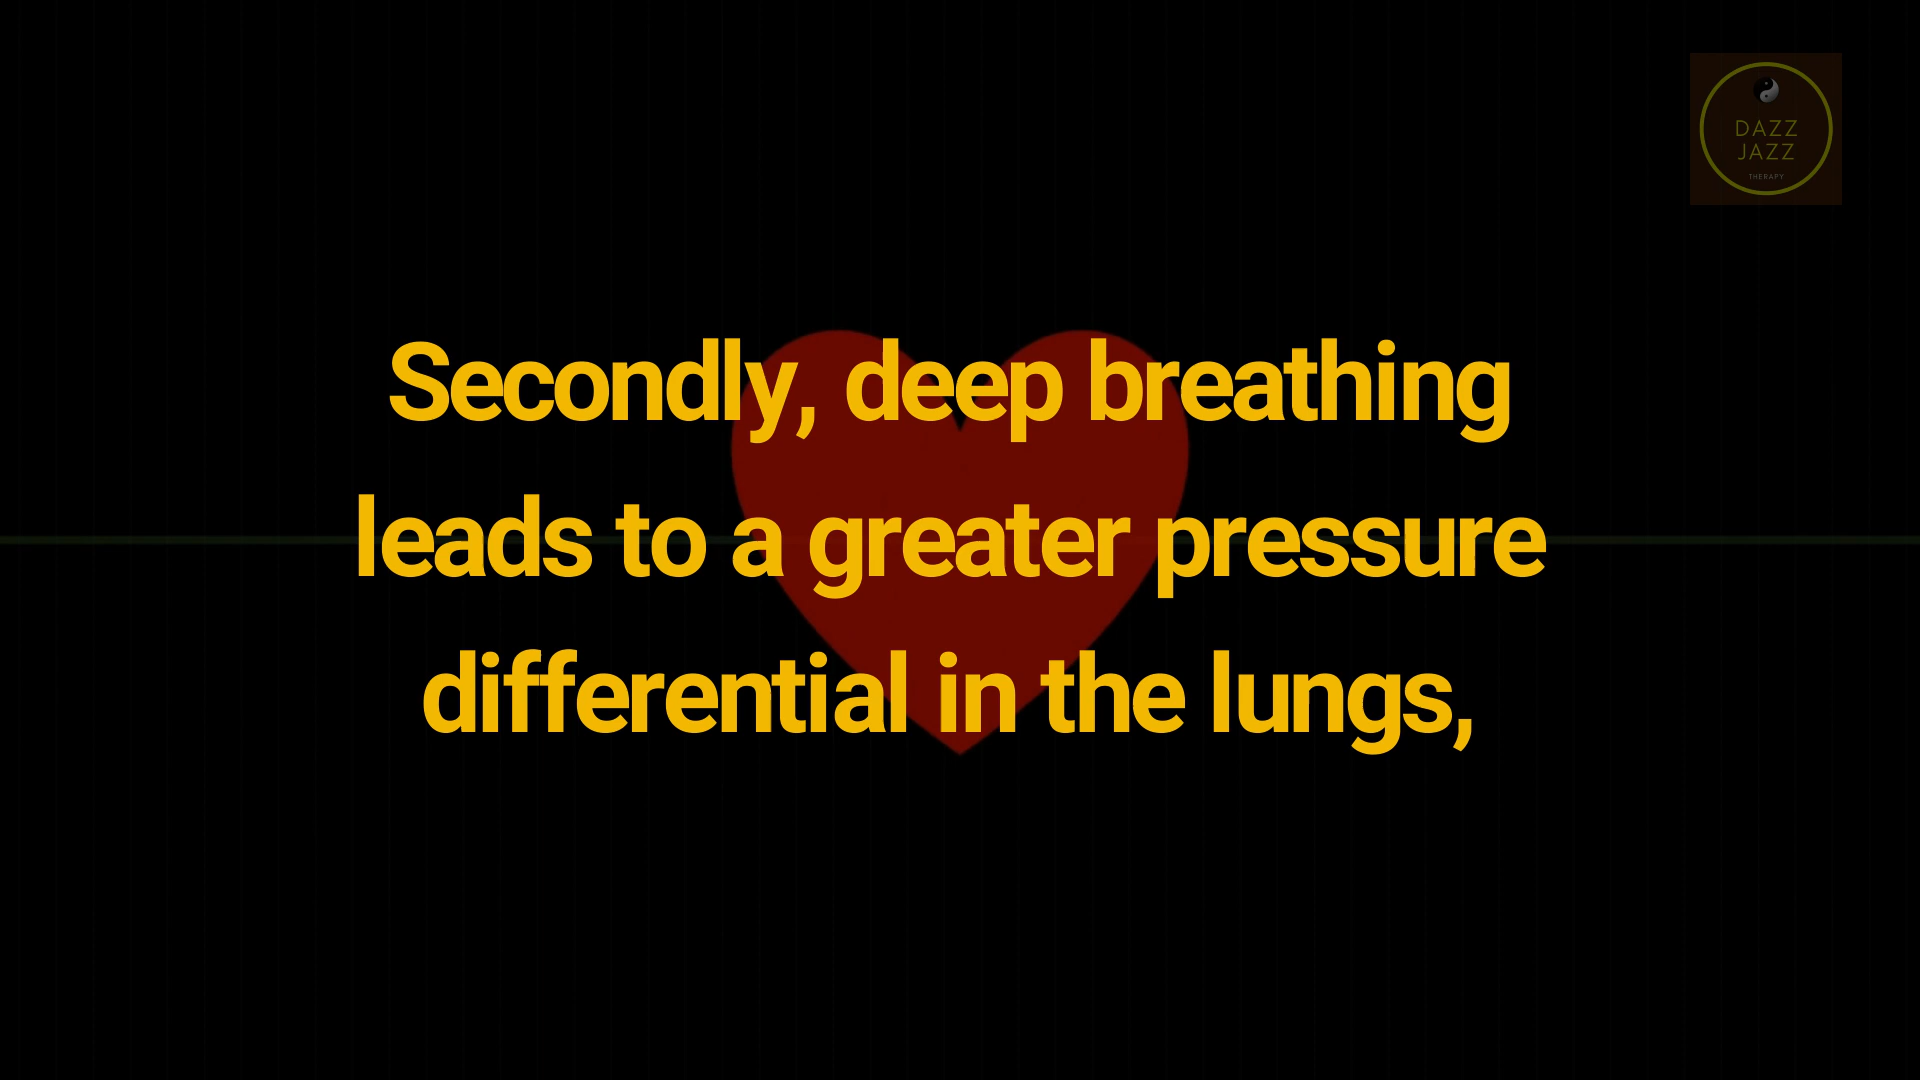 DAZZ
JAZZ
THERAPY
Secondly, deep breathing
leads to a greater pressure
differential in the lungs,